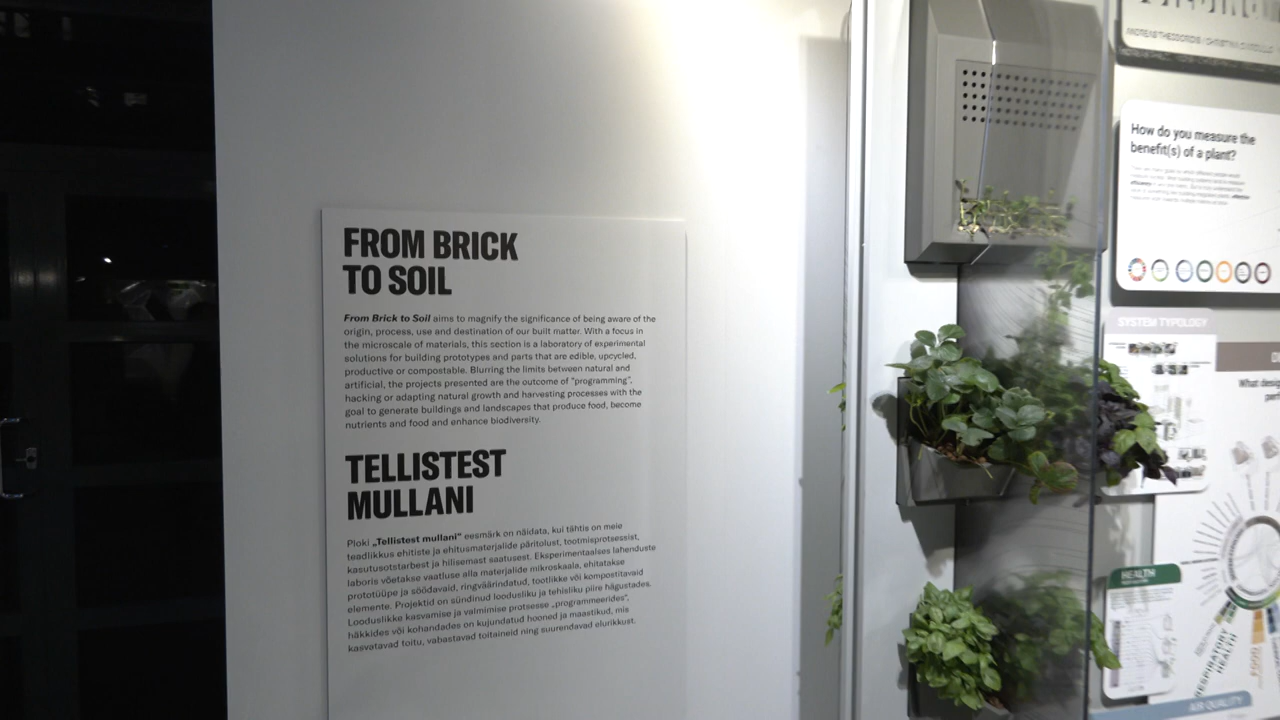 FROM BRICK
TO SOIL
From Brick to Soil aims to magnify the significance of being aware of the
origin, process, use and destination of our built matter. With a focus in
the microscale of materials, this section is a laboratory of experimental
solutions for building prototypes and parts that are edible, upcycled,
productive or compostable. Blurring the limits between natural and
artificial, the projects presented are the outcome of "programming",
hacking or adapting natural growth and harvesting processes with the
goal to generate buildings and landscapes that produce food, become
nutrients and food and enhance biodiversity.
TELLISTEST
MULLANI
Ploki „Tellistest mullani" eesmärk on näidata, kui tähtis on meie
teadlikkus ehitiste ja ehitusmaterjalide päritolust, tootmisprotsessist,
kasutusotstarbest ja hilisemast saatusest. Eksperimentaalses lahenduste
laboris võetakse vaatluse alla materjalide mikroskaala, ehitatakse
prototüüpe ja söödavaid, ringväärindatud, tootlikke või kompostitavaid
elemente. Projektid on sündinud loodusliku ja tehisliku piire hägustades.
Looduslikke kasvamise ja valmimise protsesse „programmeerides",
häkkides või kohandades on kujundatud hooned ja maastikud, mis
kasvatavad toitu, vabastavad toitaineid ning suurendavad elurikkust.
How do you measure the
benefit(s) of a plant?
SYSTEM TYPOLOGY
What
HEALTH
RESPIRATORY
HEALTH
FOOD
AIR QUALITY